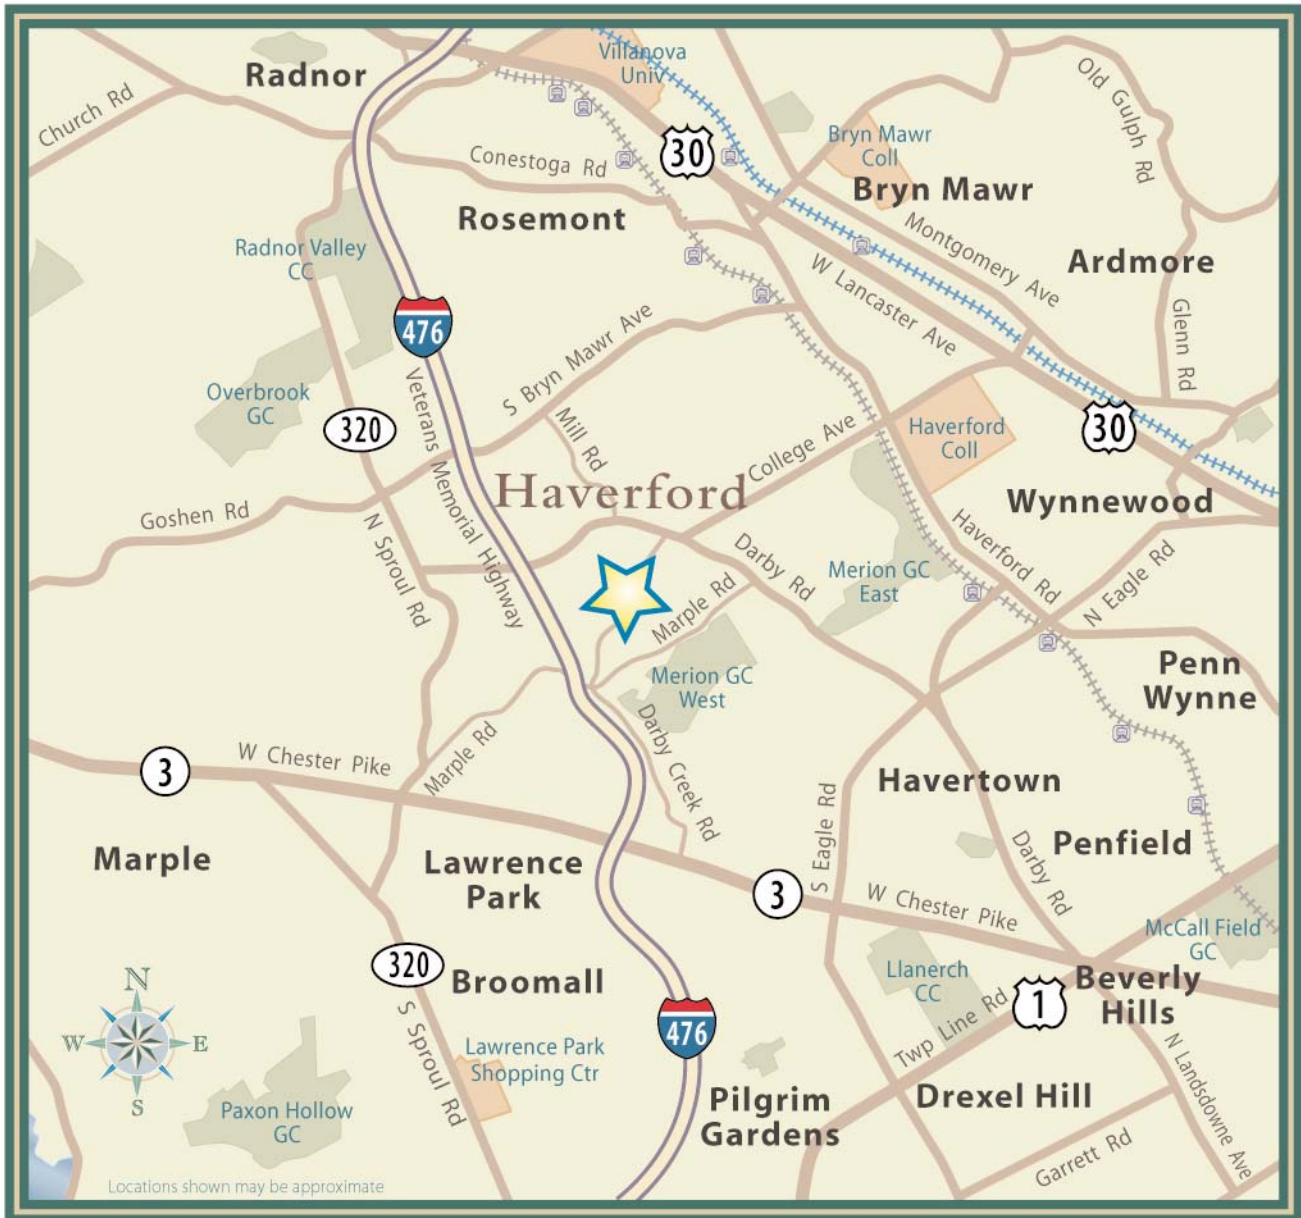 Villanova
Univ
Radnor
Church Rd
Old Gulph Rd
30
Bryn Mawr
Coll
Conestoga Rd
Bryn Mawr
Rosemont
Montgomery Ave
Radnor Valley
CC
Ardmore
W Lancaster Ave
476
S Bryn Mawr Ave
Glenn Rd
Overbrook
GC
Veterans Memorial Highway
320
Mill Rd
College Ave
Haverford
Coll
30
Haverford
Wynnewood
Goshen Rd
N Sproul Rd
Haverford Rd
Darby Rd
Merion GC
East
N Eagle Rd
Marple Rd
Penn
Wynne
Merion GC
West
Darby Creek Rd
W Chester Pike
3
Marple Rd
S Eagle Rd
Havertown
Penfield
Darby Rd
Marple
Lawrence
Park
3
W Chester Pike
McCall Field
GC
320
Broomall
Llanerch
CC
Beverly
Hills
1
N
W
E
S
S Sproul Rd
476
Twp Line Rd
Lawrence Park
Shopping Ctr
N Landsdowne Ave
Paxon Hollow
GC
Pilgrim
Gardens
Drexel Hill
Garrett Rd
Locations shown may be approximate